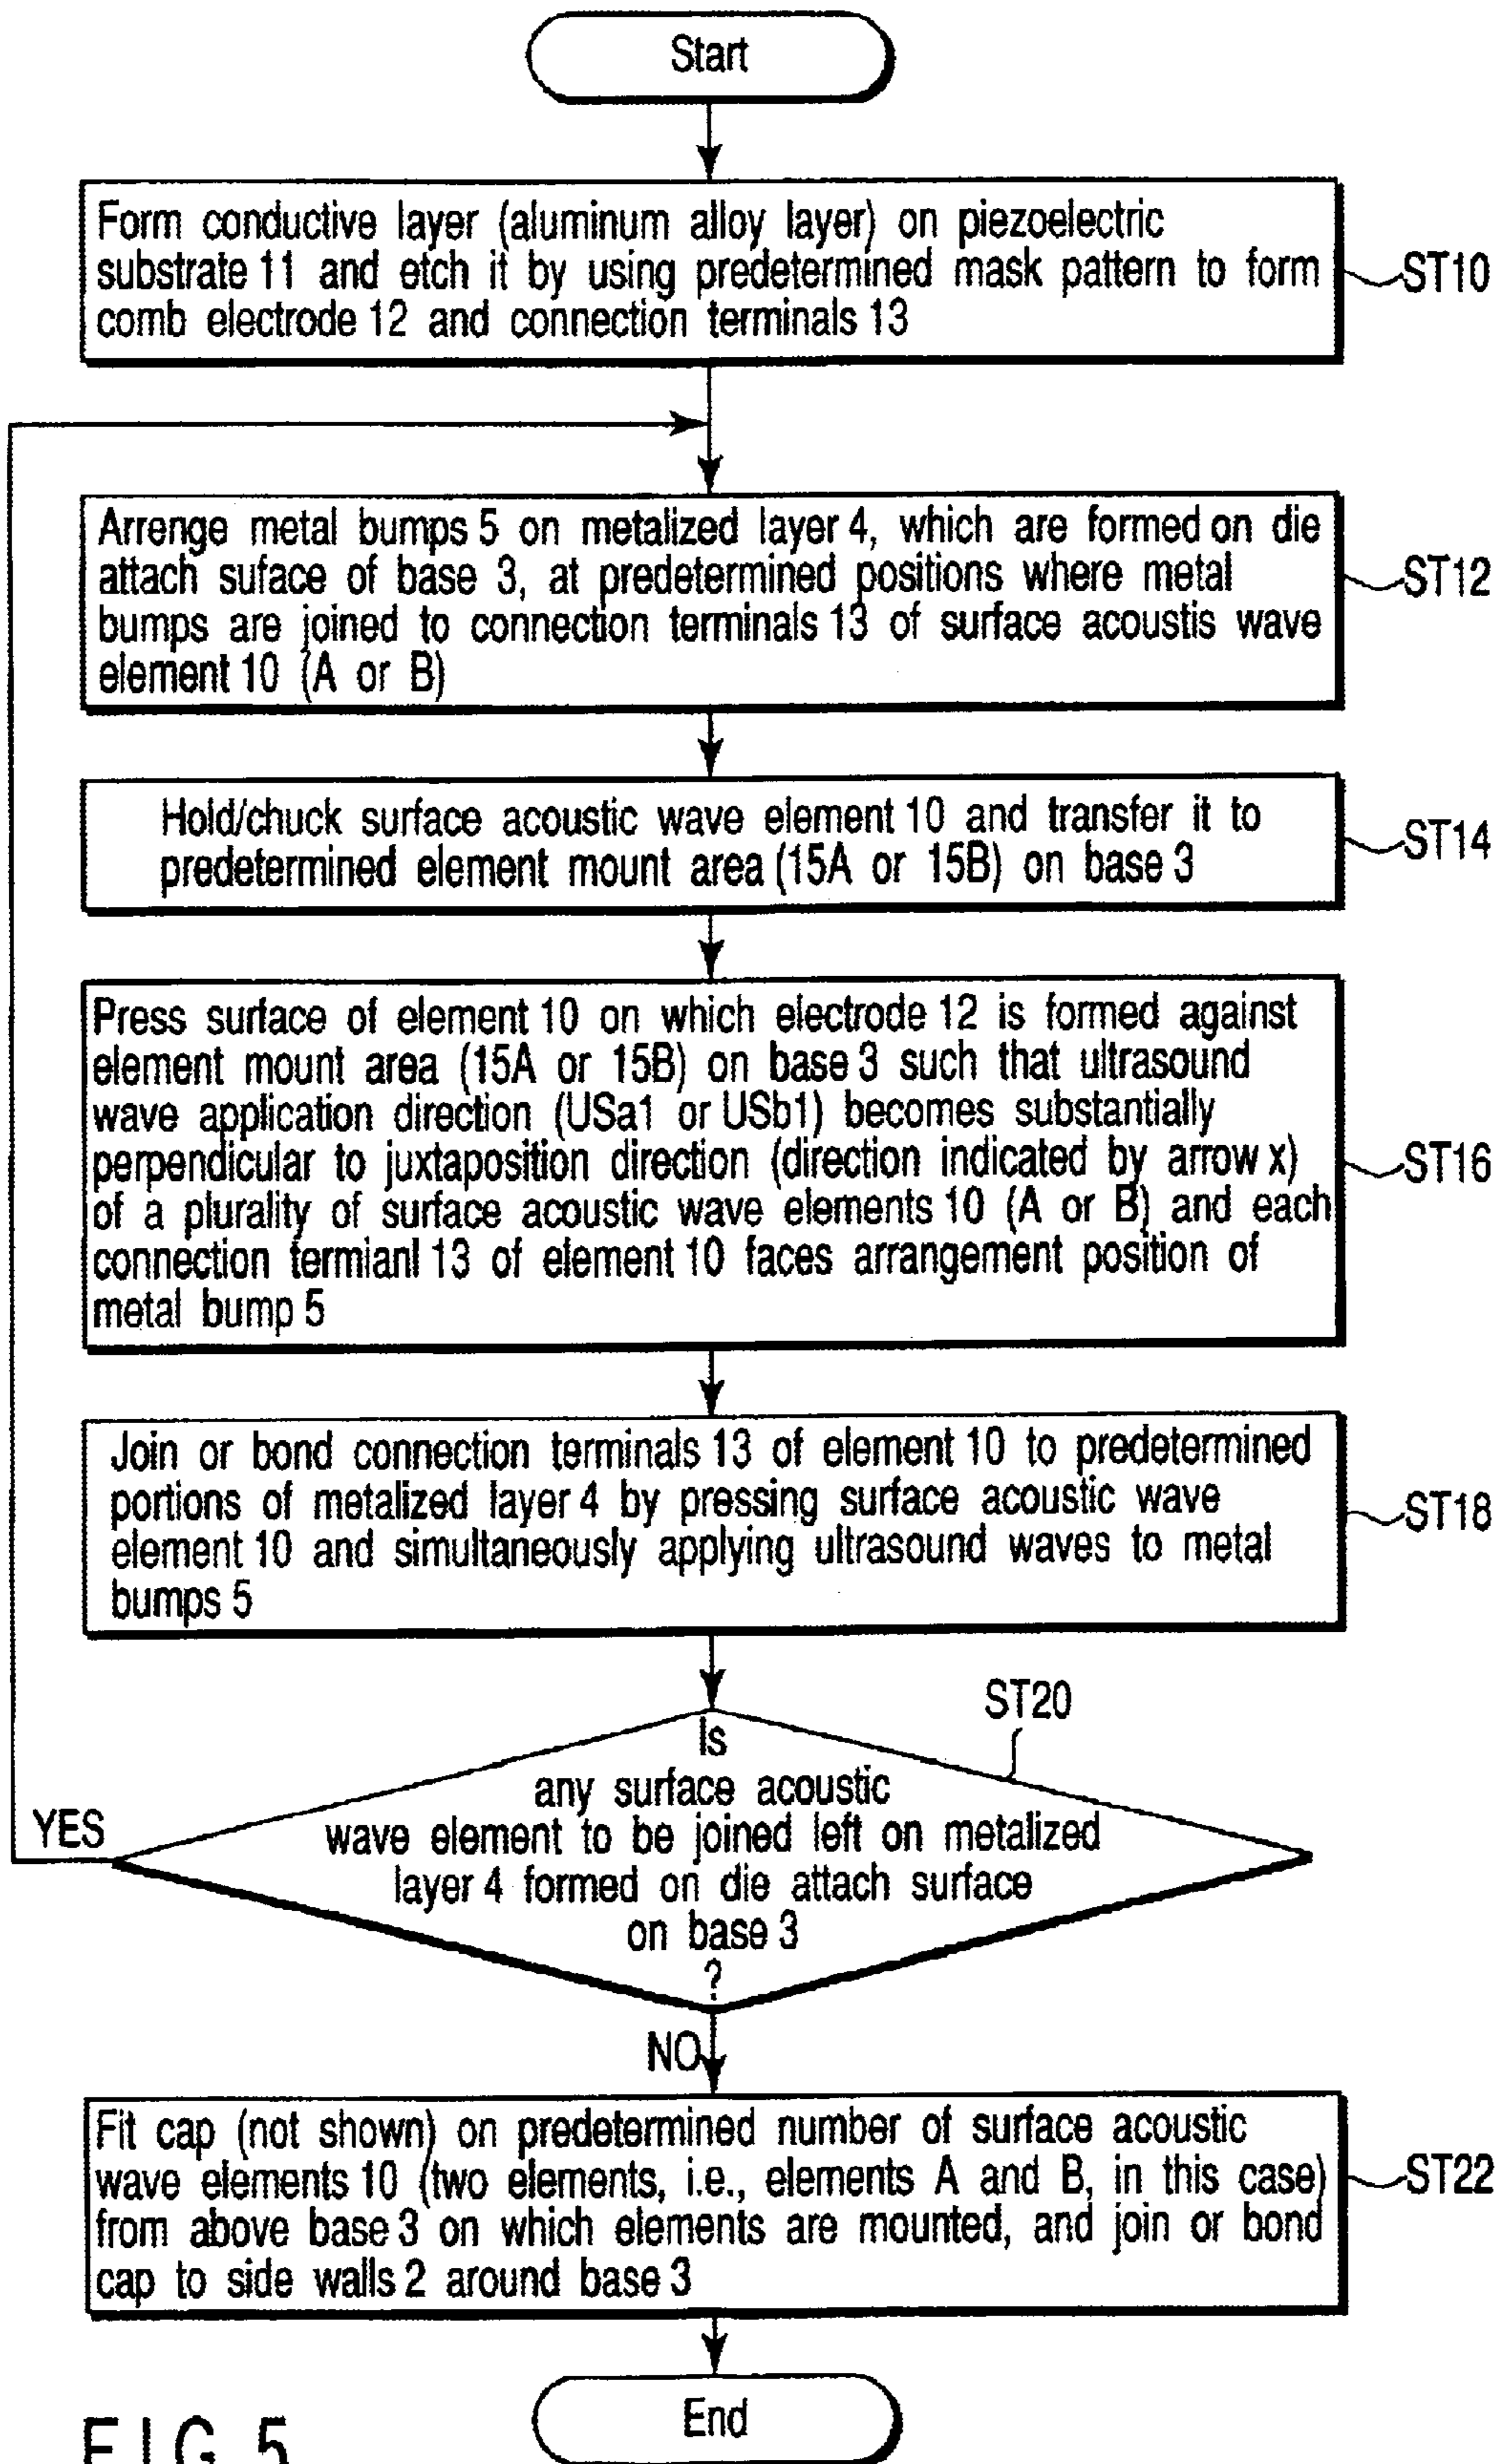 Start
Form conductive layer (aluminum alloy layer) on piezoelectric
substrate 11 and etch it by using predetermined mask pattern to form
comb electrode 12 and connection terminals 13
ST10
Arrenge metal bumps 5 on metalized layer 4, which are formed on die
attach suface of base 3, at predetermined positions where metal
bumps are joined to connection terminals 13 of surface acoustis wave
element 10 (A or B)
ST12
Hold/chuck surface acoustic wave element 10 and transfer it to
predetermined element mount area (15A or 15B) on base 3
ST14
Press surface of element 10 on which electrode 12 is formed against
element mount area (15A or 15B) on base 3 such that ultrasound
wave application direction (USa1 or USb1) becomes substantially
perpendicular to juxtaposition direction (direction indicated by arrow x)
of a plurality of surface acoustic wave elements 10 (A or B) and each
connection termianl 13 of element 10 faces arrangement position of
metal bump 5
ST16
Join or bond connection terminals 13 of element 10 to predetermined
portions of metalized layer 4 by pressing surface acoustic wave
element 10 and simultaneously applying ultrasound waves to metal
bumps 5
ST18
ST20
Is
any surface acoustic
wave element to be joined left on metalized
layer 4 formed on die attach surface
on base 3
?
YES
NO
Fit cap (not shown) on predetermined number of surface acoustic
wave elements 10 (two elements, i.e., elements A and B, in this case)
from above base 3 on which elements are mounted, and join or bond
cap to side walls 2 around base 3
ST22
End
FIG. 5